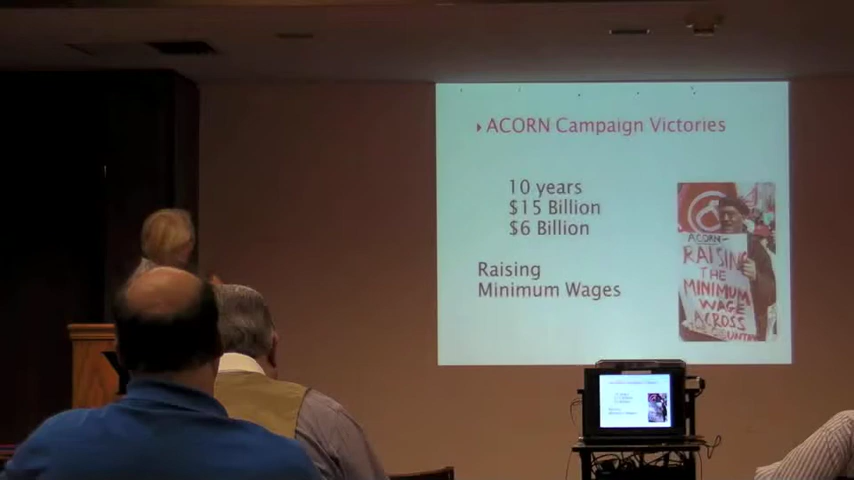 ACORN Campaign Victories
10 years
$15 Billion
$6 Billion
Raising
Minimum Wages
ACORN
RAISING
THE
MINIMUM
WAGE
ACROSS